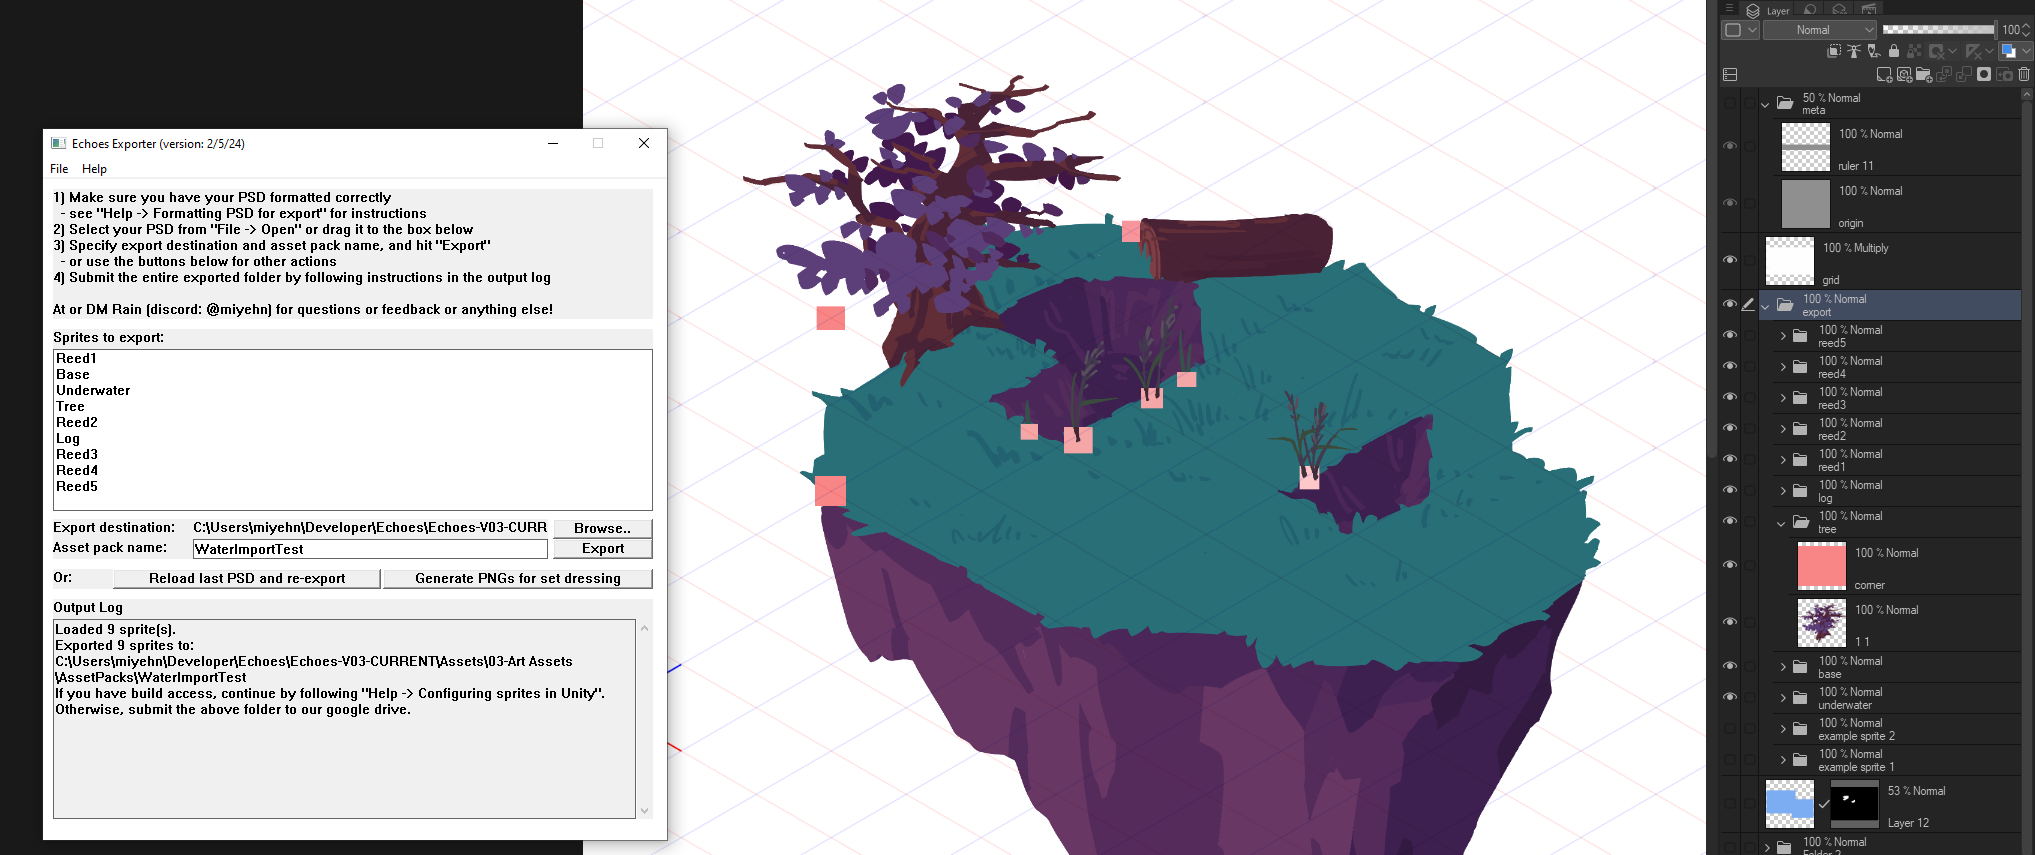 Echoes Exporter (version: 2/5/24)
File Help
1) Make sure you have your PSD formatted correctly
- see "Help -> Formatting PSD for export" for instructions
2) Select your PSD from "File -> Open" or drag it to the box below
3) Specify export destination and asset pack name, and hit "Export"
- or use the buttons below for other actions
4) Submit the entire exported folder by following instructions in the output log
At or DM Rain (discord: @miyehn) for questions or feedback or anything else!
Sprites to export:
Reed1
Base
Underwater
Tree
Reed2
Log
Reed3
Reed4
Reed5
Export destination: C:\Users\miyehn\Developer\Echoes\Echoes-V03-CURR Browse..
Asset pack name: WaterImportTest Export
Or: Reload last PSD and re-export Generate PNGs for set dressing
Output Log
Loaded 9 sprite(s).
Exported 9 sprites to:
C:\Users\miyehn\Developer\Echoes\Echoes-V03-CURRENT\Assets\03-Art Assets
\AssetPacks\WaterImportTest
If you have build access, continue by following "Help -> Configuring sprites in Unity".
Otherwise, submit the above folder to our google drive.
Layer
Normal 100
50 % Normal
meta
100 % Normal
ruler 11
100 % Normal
origin
100 % Multiply
grid
100 % Normal
export
100 % Normal
reed5
100 % Normal
reed4
100 % Normal
reed3
100 % Normal
reed2
100 % Normal
reed1
100 % Normal
log
100 % Normal
tree
100 % Normal
corner
100 % Normal
1 1
100 % Normal
base
100 % Normal
underwater
100 % Normal
example sprite 2
100 % Normal
example sprite 1
53 % Normal
Layer 12
100 % Normal
Folder 2